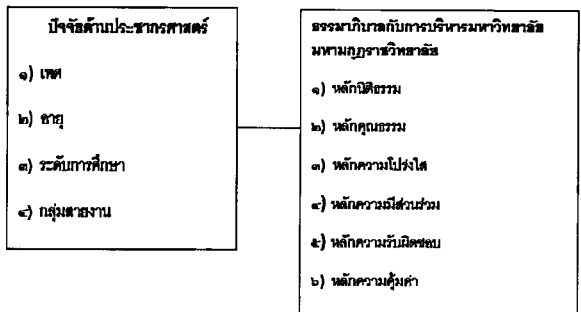 ปัจจัยด้านประชากรศาสตร์
๑) เพศ
๒) อายุ
๓) ระดับการศึกษา
๔) กลุ่มสายงาน
ธรรมาภิบาลกับการบริหารมหาวิทยาลัย
มหามกุฏราชวิทยาลัย
๑) หลักนิติธรรม
๒) หลักคุณธรรม
๓) หลักความโปร่งใส
๔) หลักความมีส่วนร่วม
๕) หลักความรับผิดชอบ
๖) หลักความคุ้มค่า